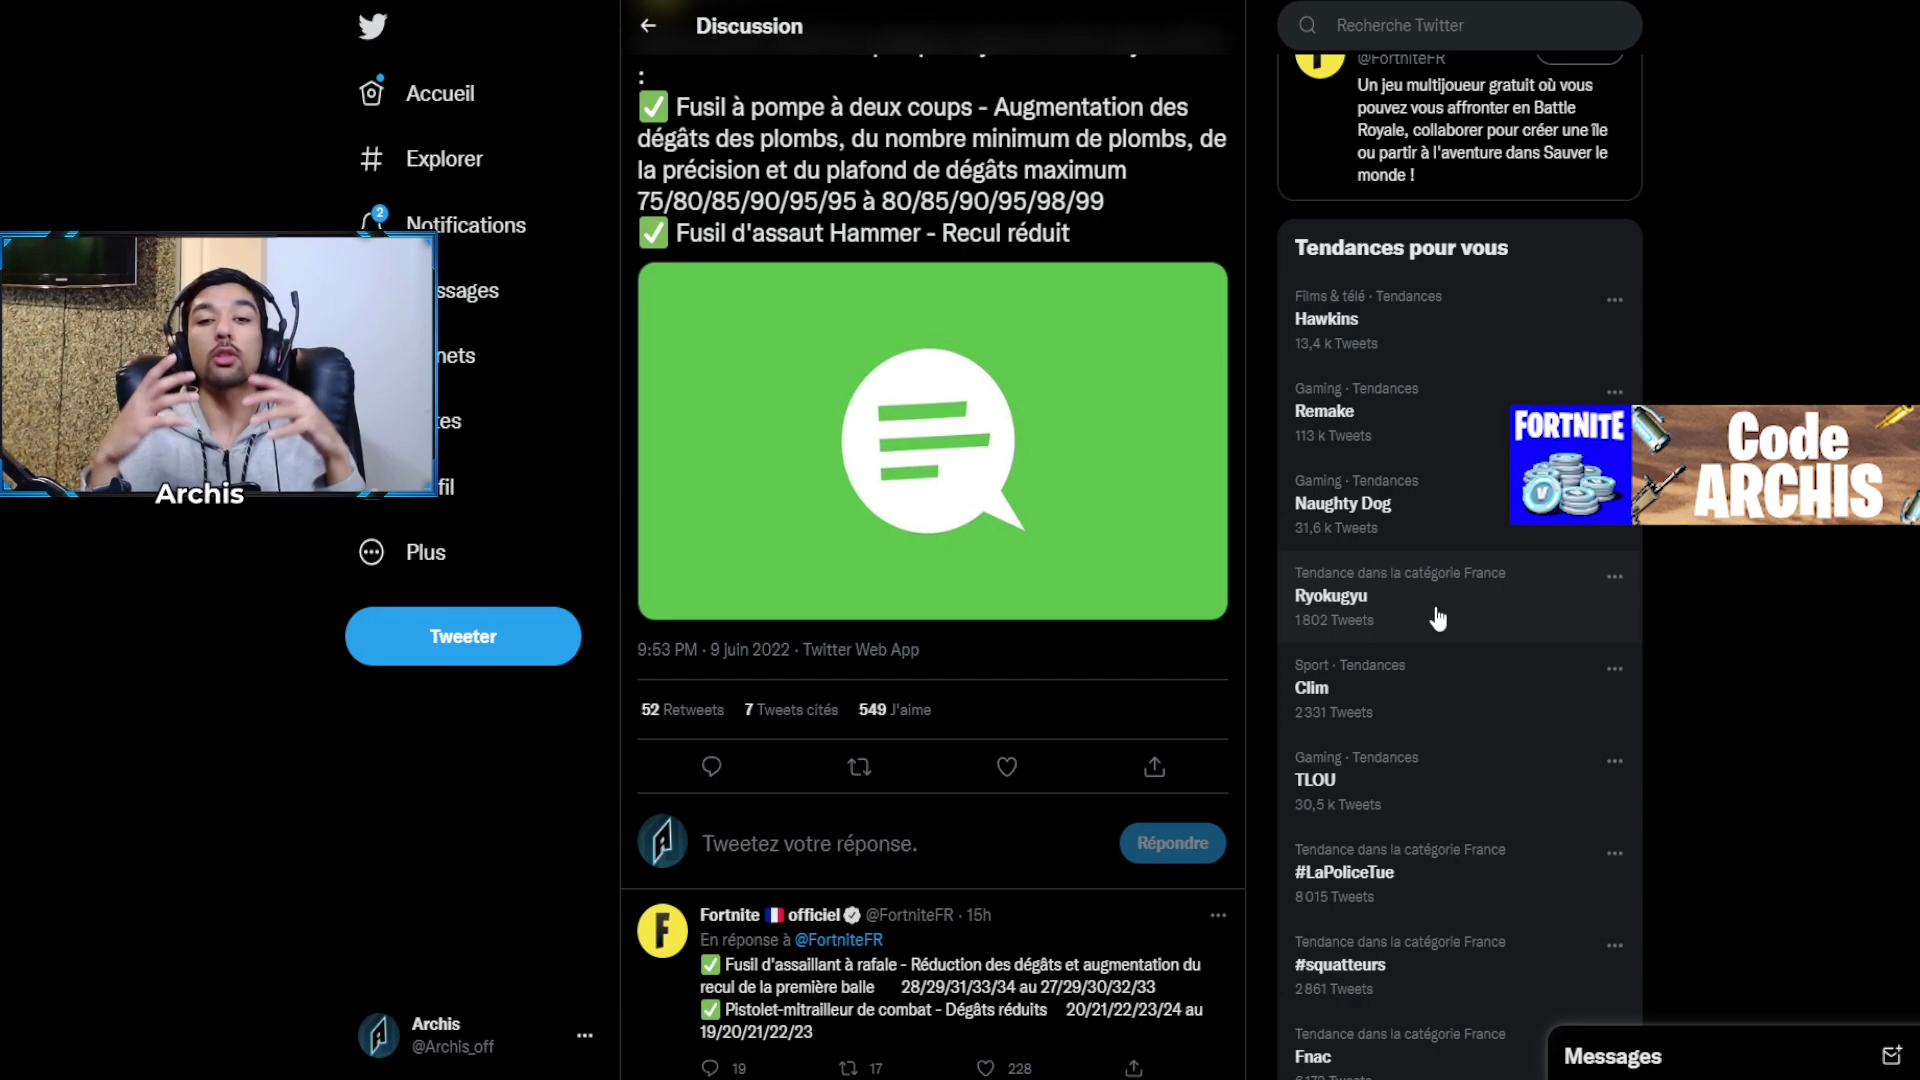 Accueil
Explorer
2
Notifications
ssages
nets
tes
fil
Plus
Tweeter
Archis
Archis
@Archis_off
Discussion
:
✅ Fusil à pompe à deux coups - Augmentation des
dégâts des plombs, du nombre minimum de plombs, de
la précision et du plafond de dégâts maximum
75/80/85/90/95/95 à 80/85/90/95/98/99
✅ Fusil d'assaut Hammer - Recul réduit
9:53 PM · 9 juin 2022 · Twitter Web App
52 Retweets 7 Tweets cités 549 J'aime
Tweetez votre réponse.
Répondre
Fortnite 🇫🇷 officiel @FortniteFR · 15h
En réponse à @FortniteFR
✅ Fusil d'assaillant à rafale - Réduction des dégâts et augmentation du
recul de la première balle 28/29/31/33/34 au 27/29/30/32/33
✅ Pistolet-mitrailleur de combat - Dégâts réduits 20/21/22/23/24 au
19/20/21/22/23
19 17 228
Recherche Twitter
@FortniteFR
Un jeu multijoueur gratuit où vous
pouvez vous affronter en Battle
Royale, collaborer pour créer une île
ou partir à l'aventure dans Sauver le
monde !
Tendances pour vous
Films & télé · Tendances
Hawkins
13,4 k Tweets
Gaming · Tendances
Remake
113 k Tweets
Gaming · Tendances
Naughty Dog
31,6 k Tweets
Tendance dans la catégorie France
Ryokugyu
1 802 Tweets
Sport · Tendances
Clim
2 331 Tweets
Gaming · Tendances
TLOU
30,5 k Tweets
Tendance dans la catégorie France
#LaPoliceTue
8 015 Tweets
Tendance dans la catégorie France
#squatteurs
2 861 Tweets
Tendance dans la catégorie France
Fnac
FORTNITE
V
Code
ARCHIS
Messages